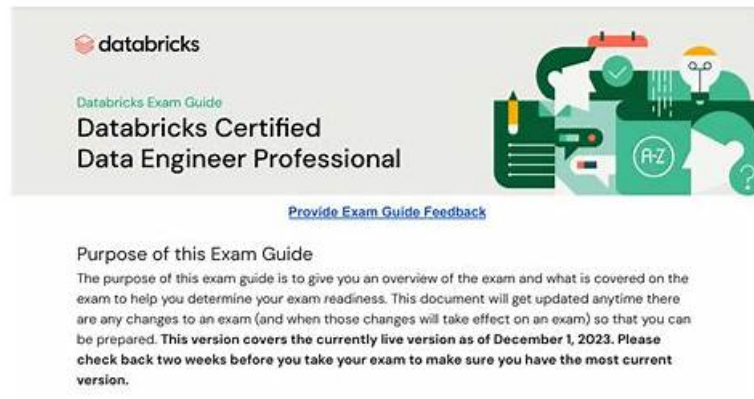 databricks
Databricks Exam Guide
Databricks Certified
Data Engineer Professional
A-Z
?
Provide Exam Guide Feedback
Purpose of this Exam Guide
The purpose of this exam guide is to give you an overview of the exam and what is covered on the
exam to help you determine your exam readiness. This document will get updated anytime there
are any changes to an exam (and when those changes will take effect on an exam) so that you can
be prepared. This version covers the currently live version as of December 1, 2023. Please
check back two weeks before you take your exam to make sure you have the most current
version.